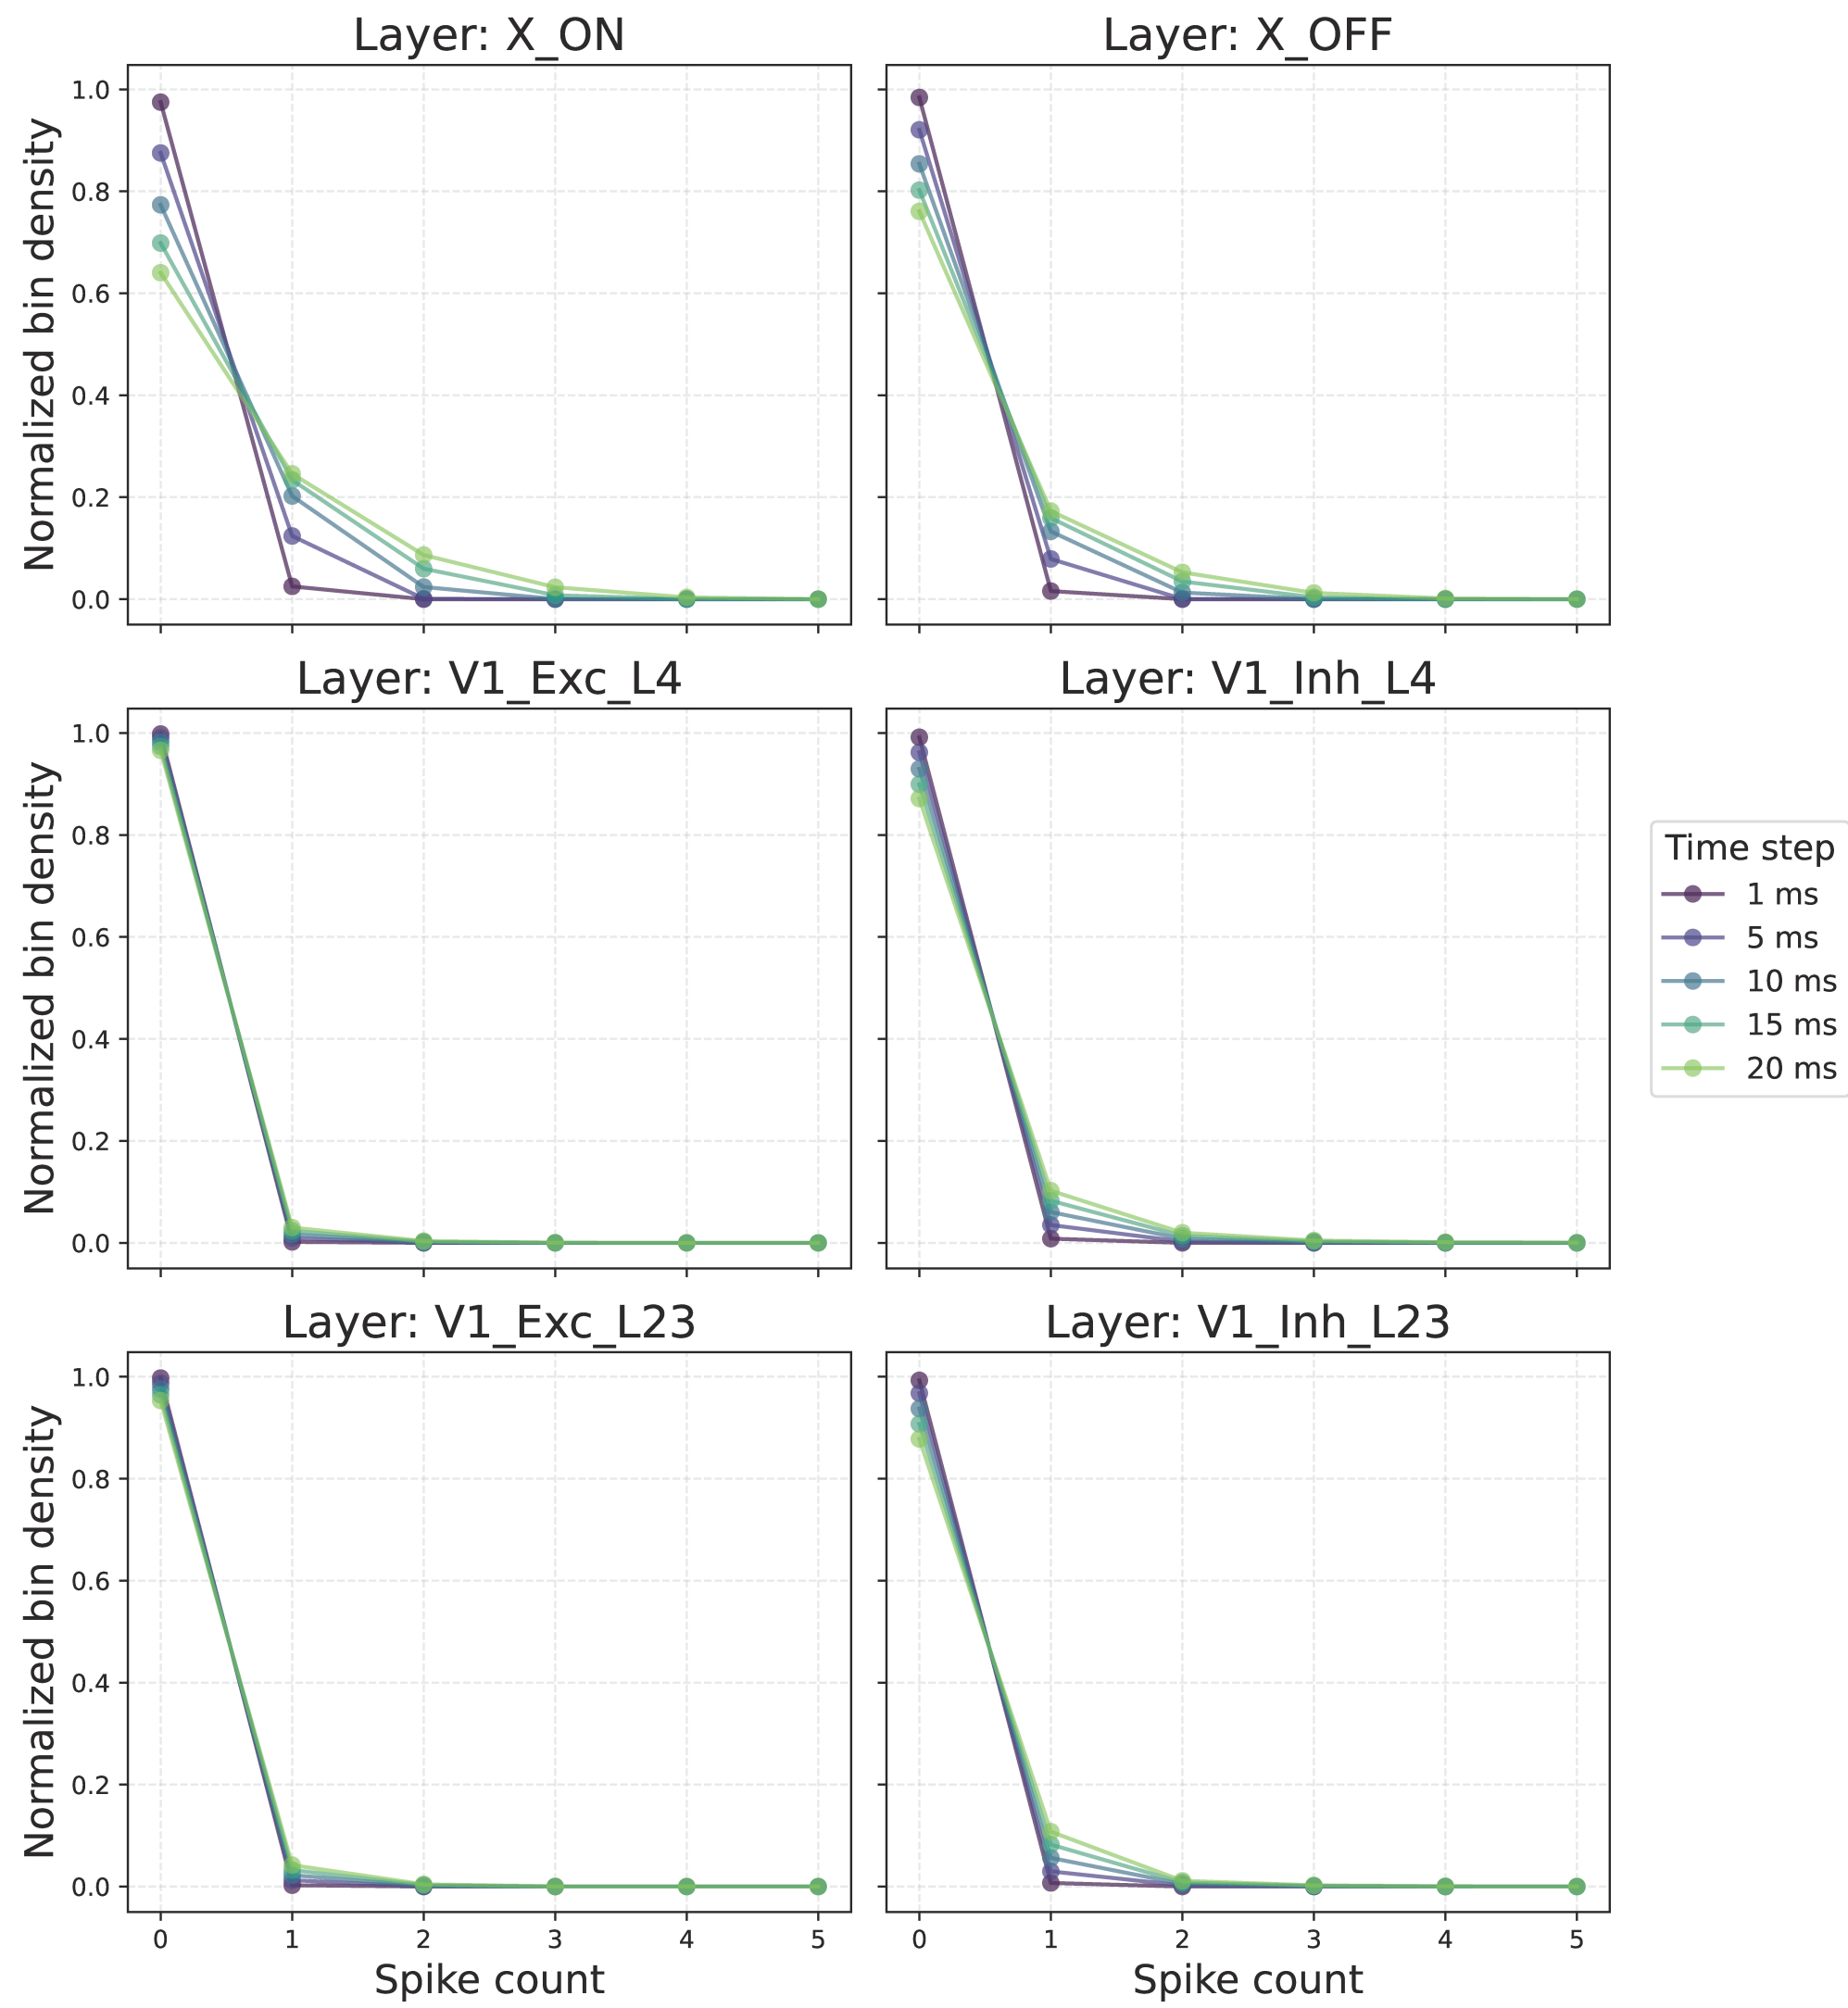 Layer: X_ON
Layer: X_OFF
Normalized bin density
1.0
0.8
0.6
0.4
0.2
0.0
Layer: V1_Exc_L4
Layer: V1_Inh_L4
Normalized bin density
1.0
0.8
0.6
0.4
0.2
0.0
Time step
1 ms
5 ms
10 ms
15 ms
20 ms
Layer: V1_Exc_L23
Layer: V1_Inh_L23
Normalized bin density
1.0
0.8
0.6
0.4
0.2
0.0
0 1 2 3 4 5
0 1 2 3 4 5
Spike count
Spike count